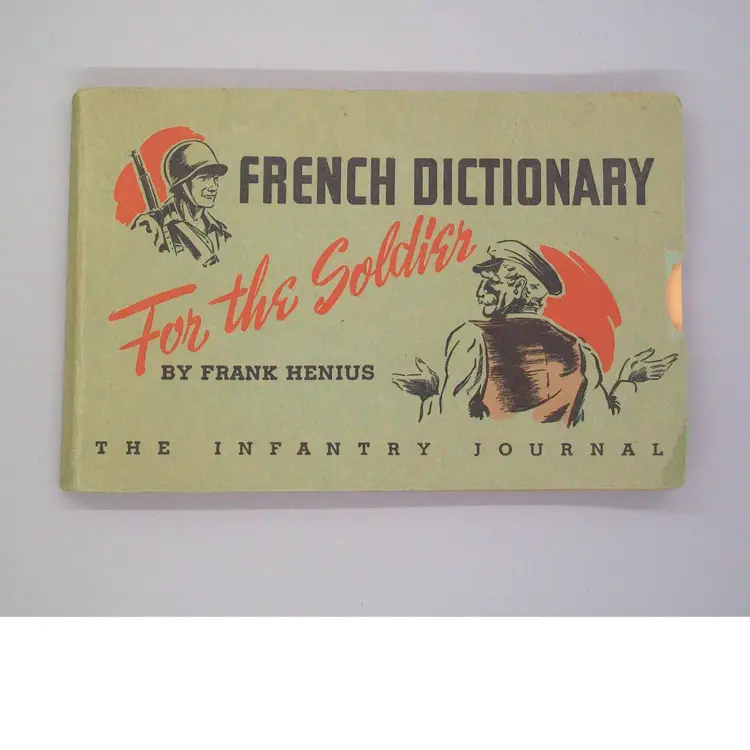 FRENCH DICTIONARY
For the Soldier
BY FRANK HENIUS
THE INFANTRY JOURNAL